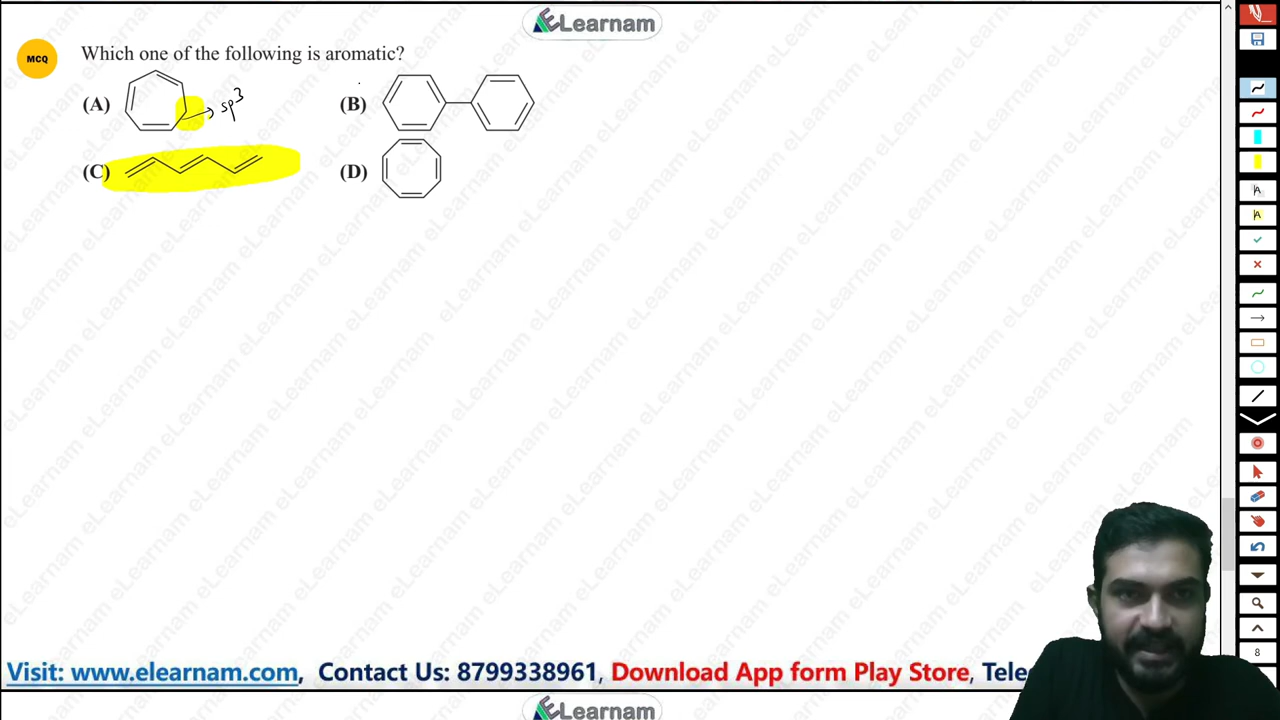 eLearnam
MCQ Which one of the following is aromatic?
(A) → sp³ (B)
(C) (D)
Visit: www.elearnam.com, Contact Us: 8799338961, Download App form Play Store, Tele
8
eLearnam